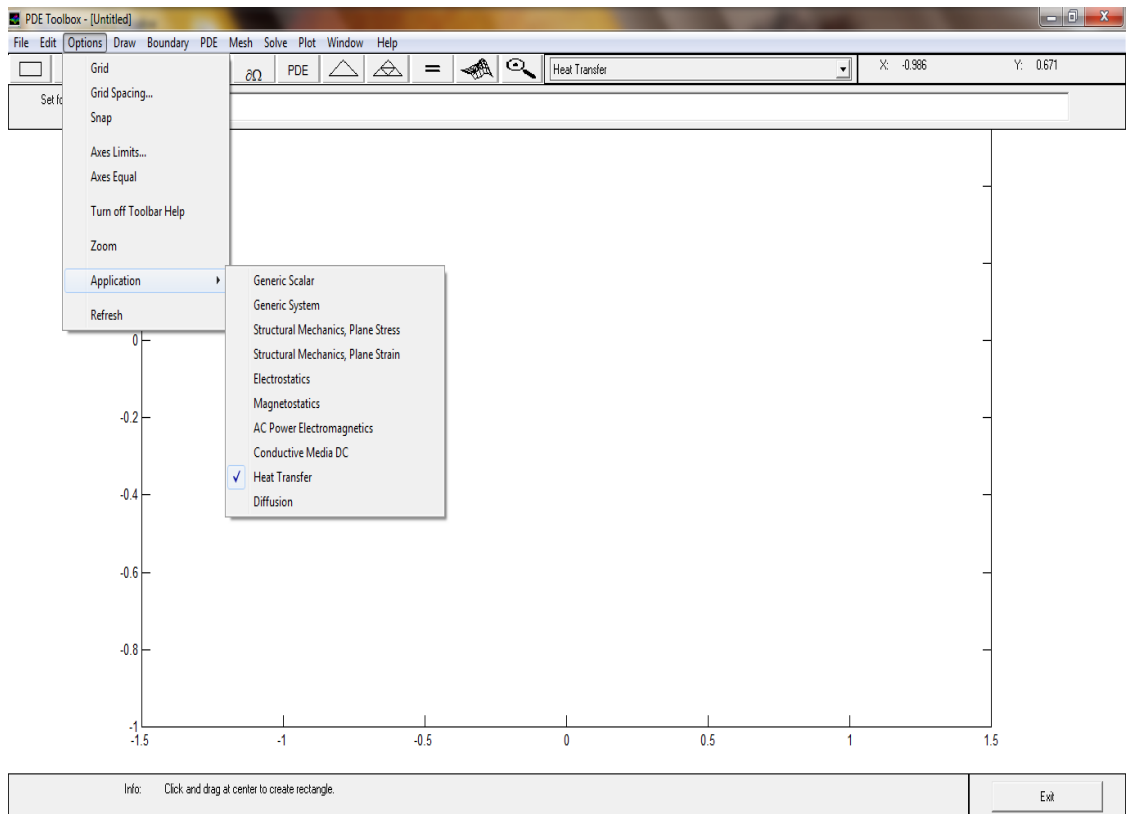 PDE Toolbox - [Untitled]
File Edit Options Draw Boundary PDE Mesh Solve Plot Window Help
∂Ω PDE = Heat Transfer X: -0.986 Y: 0.671
Set fo
Grid
Grid Spacing...
Snap
Axes Limits...
Axes Equal
Turn off Toolbar Help
Zoom
Application
Refresh
Generic Scalar
Generic System
Structural Mechanics, Plane Stress
Structural Mechanics, Plane Strain
Electrostatics
Magnetostatics
AC Power Electromagnetics
Conductive Media DC
Heat Transfer
Diffusion
0
-0.2
-0.4
-0.6
-0.8
-1
-1.5 -1 -0.5 0 0.5 1 1.5
Info: Click and drag at center to create rectangle.
Exit